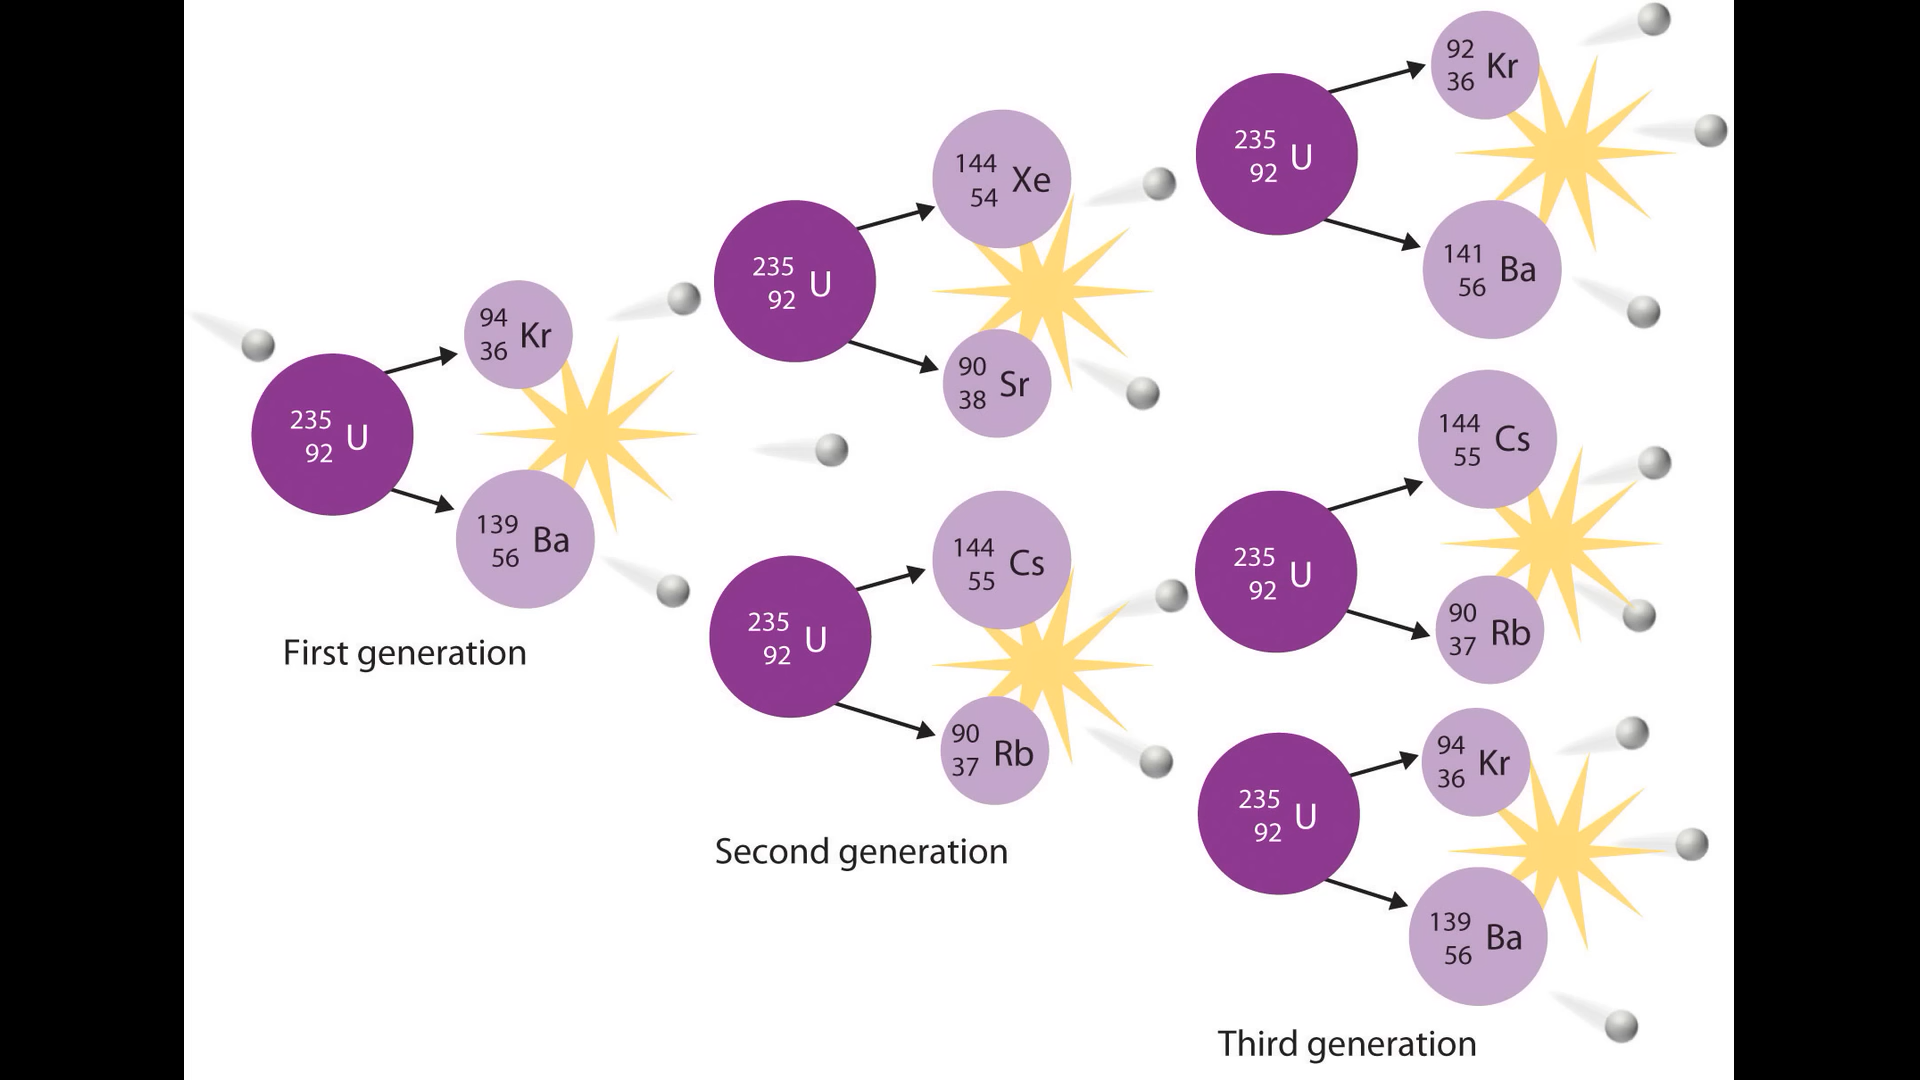 235
92 U
94
36 Kr
139
56 Ba
First generation
235
92 U
144
54 Xe
90
38 Sr
235
92 U
144
55 Cs
90
37 Rb
Second generation
235
92 U
92
36 Kr
141
56 Ba
235
92 U
144
55 Cs
90
37 Rb
235
92 U
94
36 Kr
139
56 Ba
Third generation